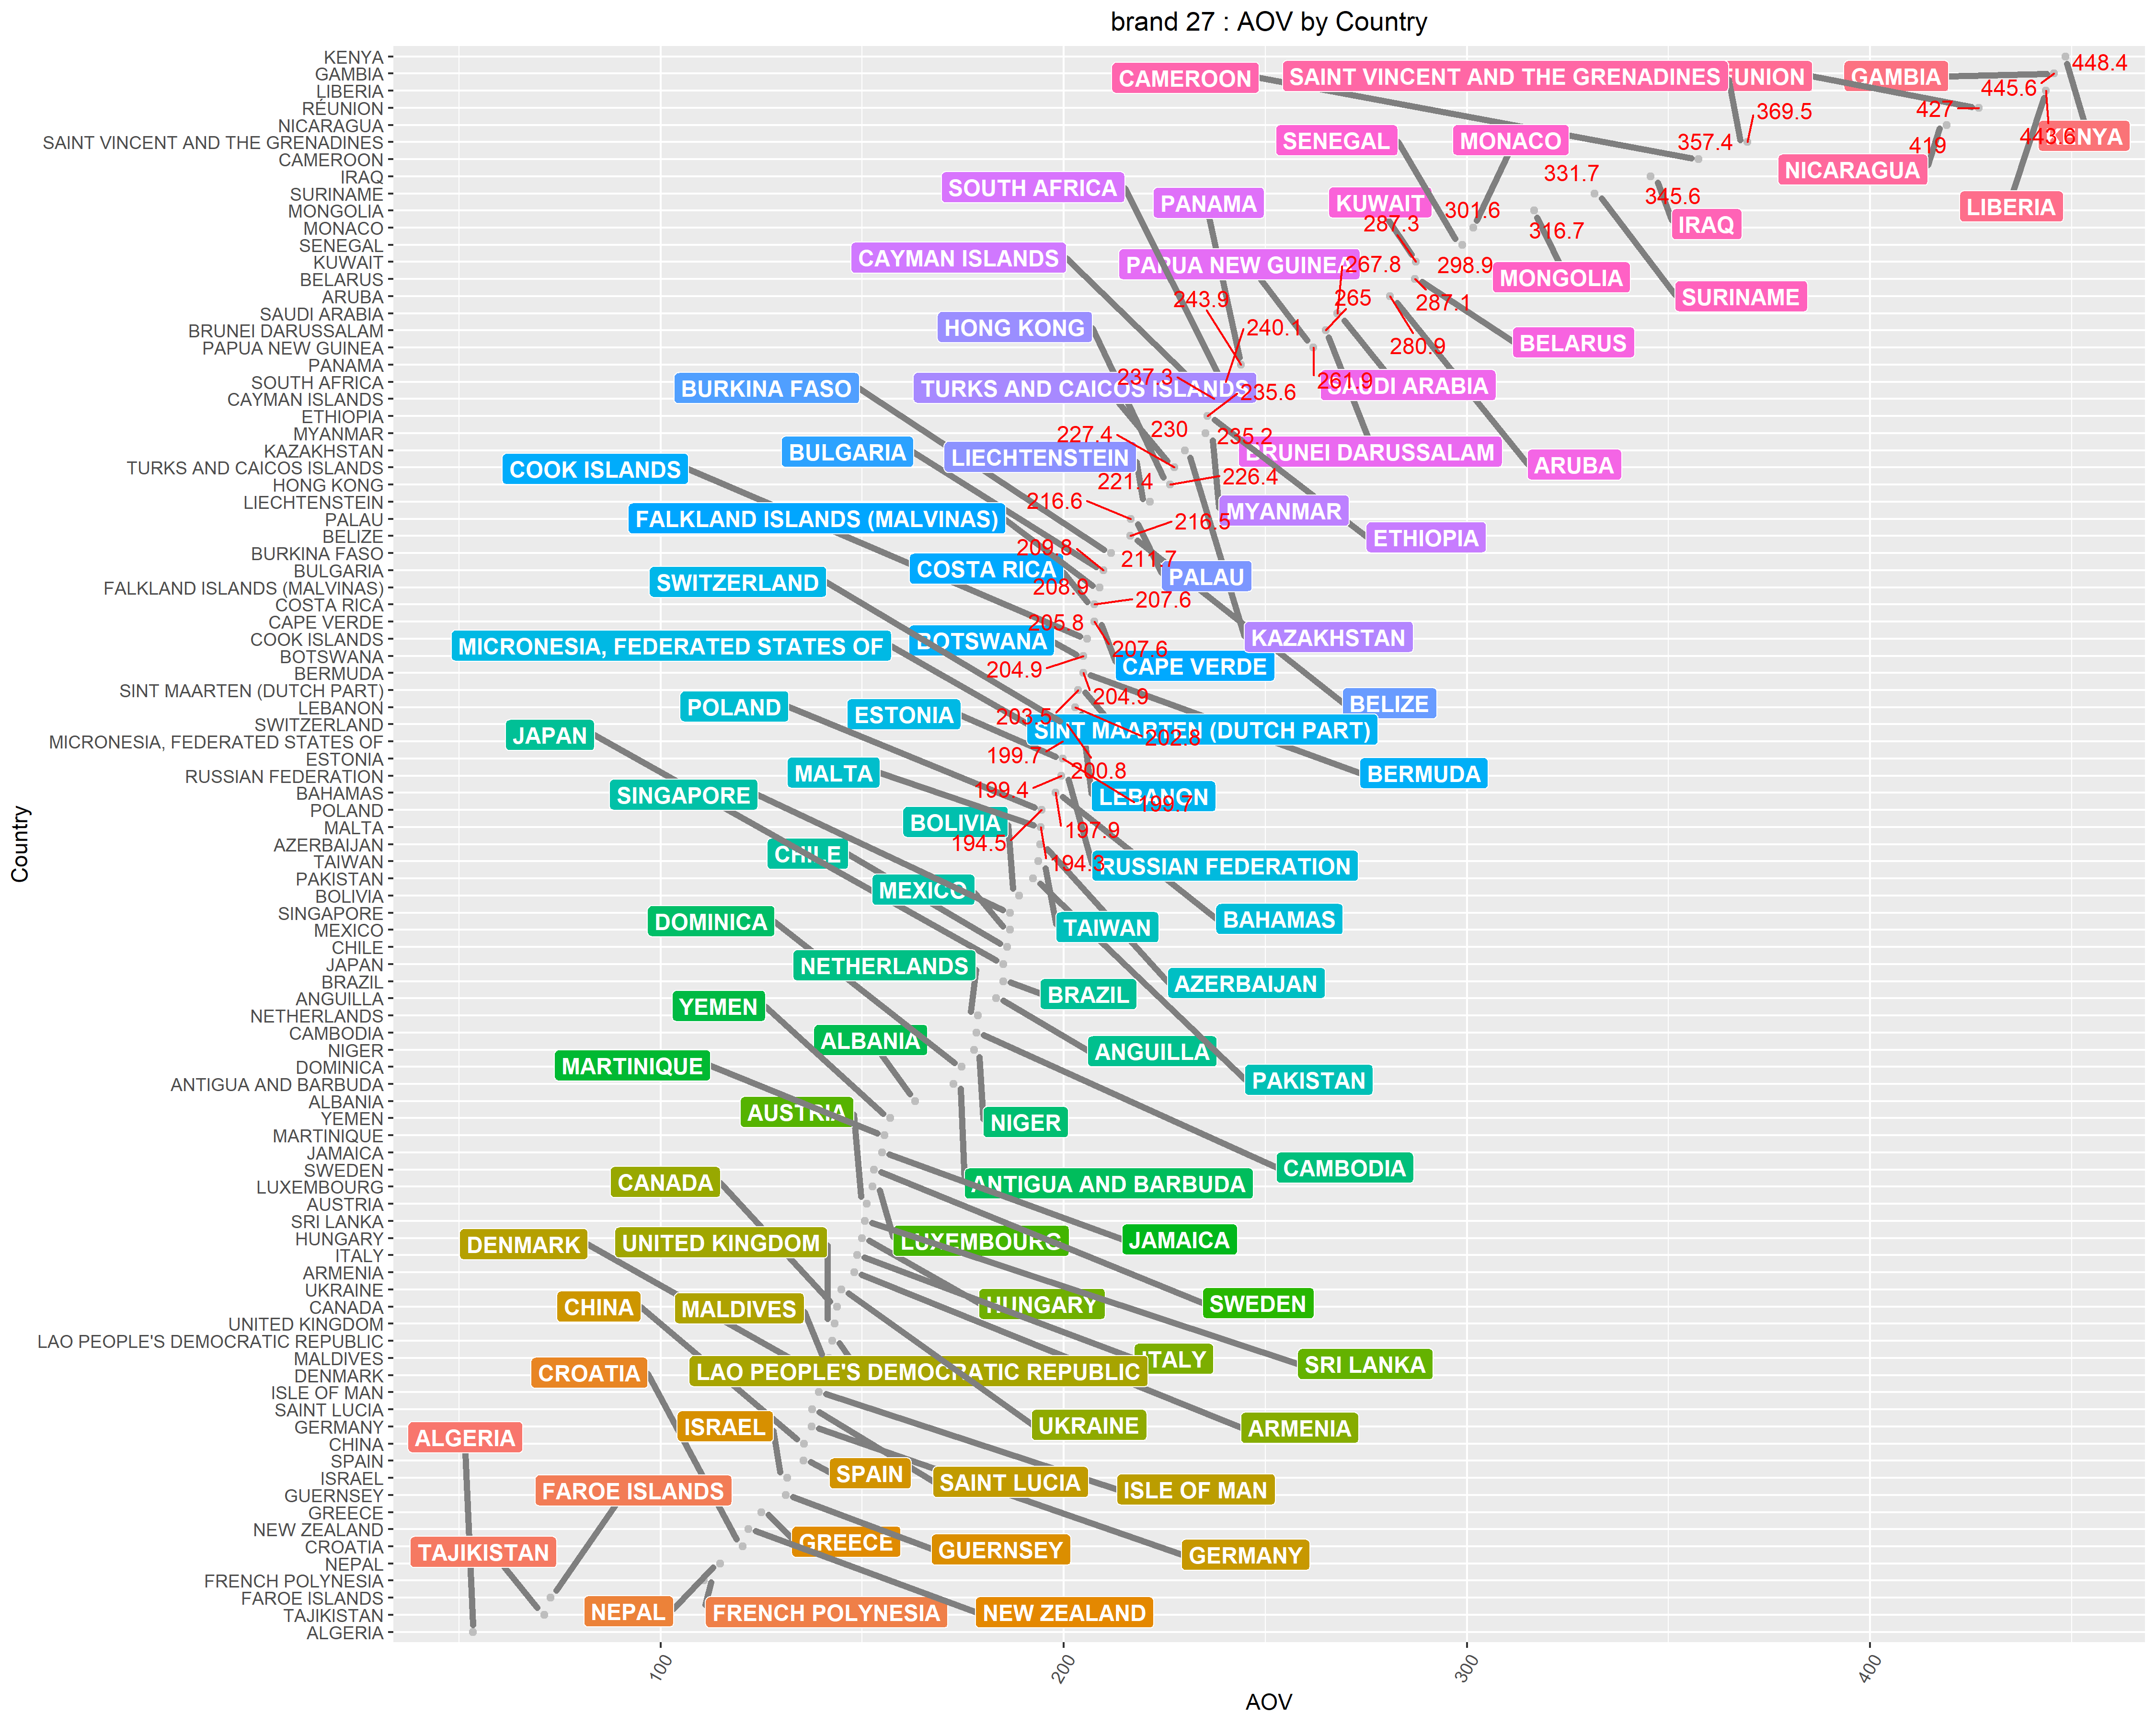 brand 27 : AOV by Country
KENYA
GAMBIA
LIBERIA
RÉUNION
NICARAGUA
SAINT VINCENT AND THE GRENADINES
CAMEROON
IRAQ
SURINAME
MONGOLIA
MONACO
SENEGAL
KUWAIT
BELARUS
ARUBA
SAUDI ARABIA
BRUNEI DARUSSALAM
PAPUA NEW GUINEA
PANAMA
SOUTH AFRICA
CAYMAN ISLANDS
ETHIOPIA
MYANMAR
KAZAKHSTAN
TURKS AND CAICOS ISLANDS
HONG KONG
LIECHTENSTEIN
PALAU
BELIZE
BURKINA FASO
BULGARIA
FALKLAND ISLANDS (MALVINAS)
COSTA RICA
CAPE VERDE
COOK ISLANDS
BOTSWANA
BERMUDA
SINT MAARTEN (DUTCH PART)
LEBANON
SWITZERLAND
MICRONESIA, FEDERATED STATES OF
ESTONIA
RUSSIAN FEDERATION
BAHAMAS
POLAND
MALTA
AZERBAIJAN
TAIWAN
PAKISTAN
BOLIVIA
SINGAPORE
MEXICO
CHILE
JAPAN
BRAZIL
ANGUILLA
NETHERLANDS
CAMBODIA
NIGER
DOMINICA
ANTIGUA AND BARBUDA
ALBANIA
YEMEN
MARTINIQUE
JAMAICA
SWEDEN
LUXEMBOURG
AUSTRIA
SRI LANKA
HUNGARY
ITALY
ARMENIA
UKRAINE
CANADA
UNITED KINGDOM
LAO PEOPLE'S DEMOCRATIC REPUBLIC
MALDIVES
DENMARK
ISLE OF MAN
SAINT LUCIA
GERMANY
CHINA
SPAIN
ISRAEL
GUERNSEY
GREECE
NEW ZEALAND
CROATIA
NEPAL
FRENCH POLYNESIA
FAROE ISLANDS
TAJIKISTAN
ALGERIA
Country
CAMEROON
SAINT VINCENT AND THE GRENADINES
UNION
GAMBIA
448.4
445.6
427
369.5
443.6
KENYA
357.4
419
SENEGAL
MONACO
NICARAGUA
331.7
SOUTH AFRICA
PANAMA
KUWAIT
345.6
LIBERIA
301.6
287.3
316.7
IRAQ
CAYMAN ISLANDS
PAPUA NEW GUINEA
267.8
298.9
MONGOLIA
SURINAME
243.9
265
287.1
HONG KONG
240.1
280.9
BELARUS
BURKINA FASO
TURKS AND CAICOS ISLANDS
237.3
235.6
261.9
SAUDI ARABIA
227.4
230
235.2
BULGARIA
LIECHTENSTEIN
BRUNEI DARUSSALAM
ARUBA
COOK ISLANDS
221.4
226.4
216.6
FALKLAND ISLANDS (MALVINAS)
216.5
MYANMAR
ETHIOPIA
209.8
211.7
SWITZERLAND
COSTA RICA
208.9
PALAU
207.6
205.8
MICRONESIA, FEDERATED STATES OF
BOTSWANA
207.6
KAZAKHSTAN
204.9
CAPE VERDE
204.9
BELIZE
POLAND
ESTONIA
203.5
JAPAN
SINT MAARTEN (DUTCH PART)
202.8
199.7
200.8
MALTA
BERMUDA
SINGAPORE
199.4
LEBANON
199.7
BOLIVIA
194.5
197.9
CHILE
194.3
RUSSIAN FEDERATION
MEXICO
DOMINICA
TAIWAN
BAHAMAS
NETHERLANDS
AZERBAIJAN
BRAZIL
YEMEN
ALBANIA
ANGUILLA
MARTINIQUE
PAKISTAN
AUSTRIA
NIGER
CAMBODIA
CANADA
ANTIGUA AND BARBUDA
DENMARK
UNITED KINGDOM
LUXEMBOURG
JAMAICA
CHINA
MALDIVES
HUNGARY
SWEDEN
CROATIA
LAO PEOPLE'S DEMOCRATIC REPUBLIC
ITALY
SRI LANKA
ALGERIA
ISRAEL
UKRAINE
ARMENIA
FAROE ISLANDS
SPAIN
SAINT LUCIA
ISLE OF MAN
TAJIKISTAN
GREECE
GUERNSEY
GERMANY
NEPAL
FRENCH POLYNESIA
NEW ZEALAND
100
200
300
400
AOV